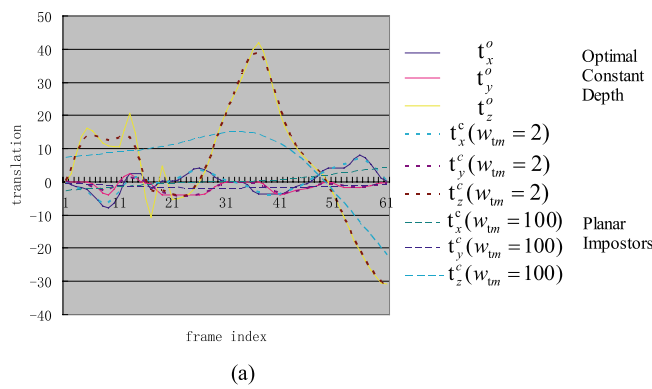 50
40
30
20
10
0
-10
-20
-30
-40
1 11 21 31 41 51 61
translation
frame index
t_x^o
t_y^o
t_z^o
Optimal
Constant
Depth
t_x^c(w_tm = 2)
t_y^c(w_tm = 2)
t_z^c(w_tm = 2)
t_x^c(w_tm = 100)
t_y^c(w_tm = 100)
t_z^c(w_tm = 100)
Planar
Impostors
(a)